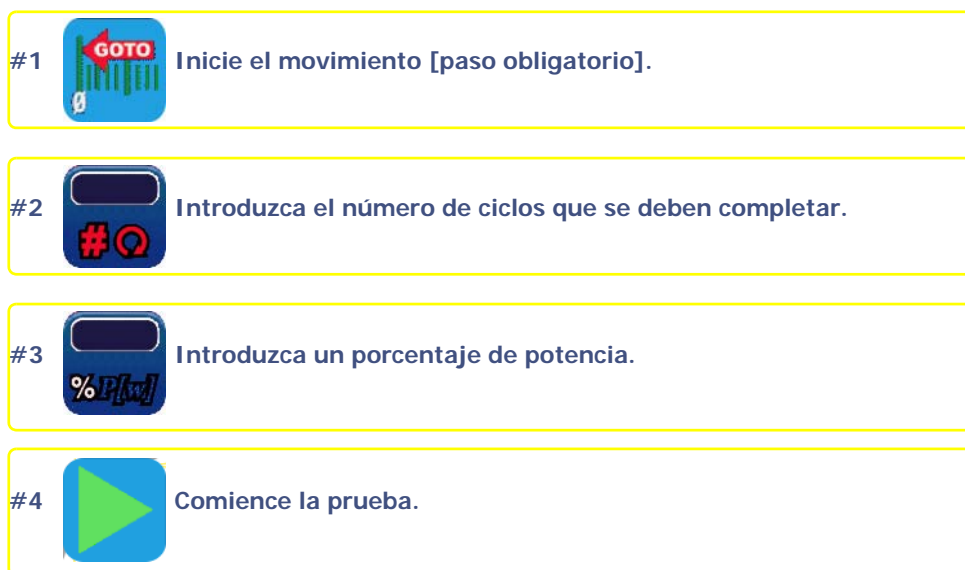 #1 GOTO Ø Inicie el movimiento [paso obligatorio].
#2 #Ω Introduzca el número de ciclos que se deben completar.
#3 %P[w] Introduzca un porcentaje de potencia.
#4 Comience la prueba.